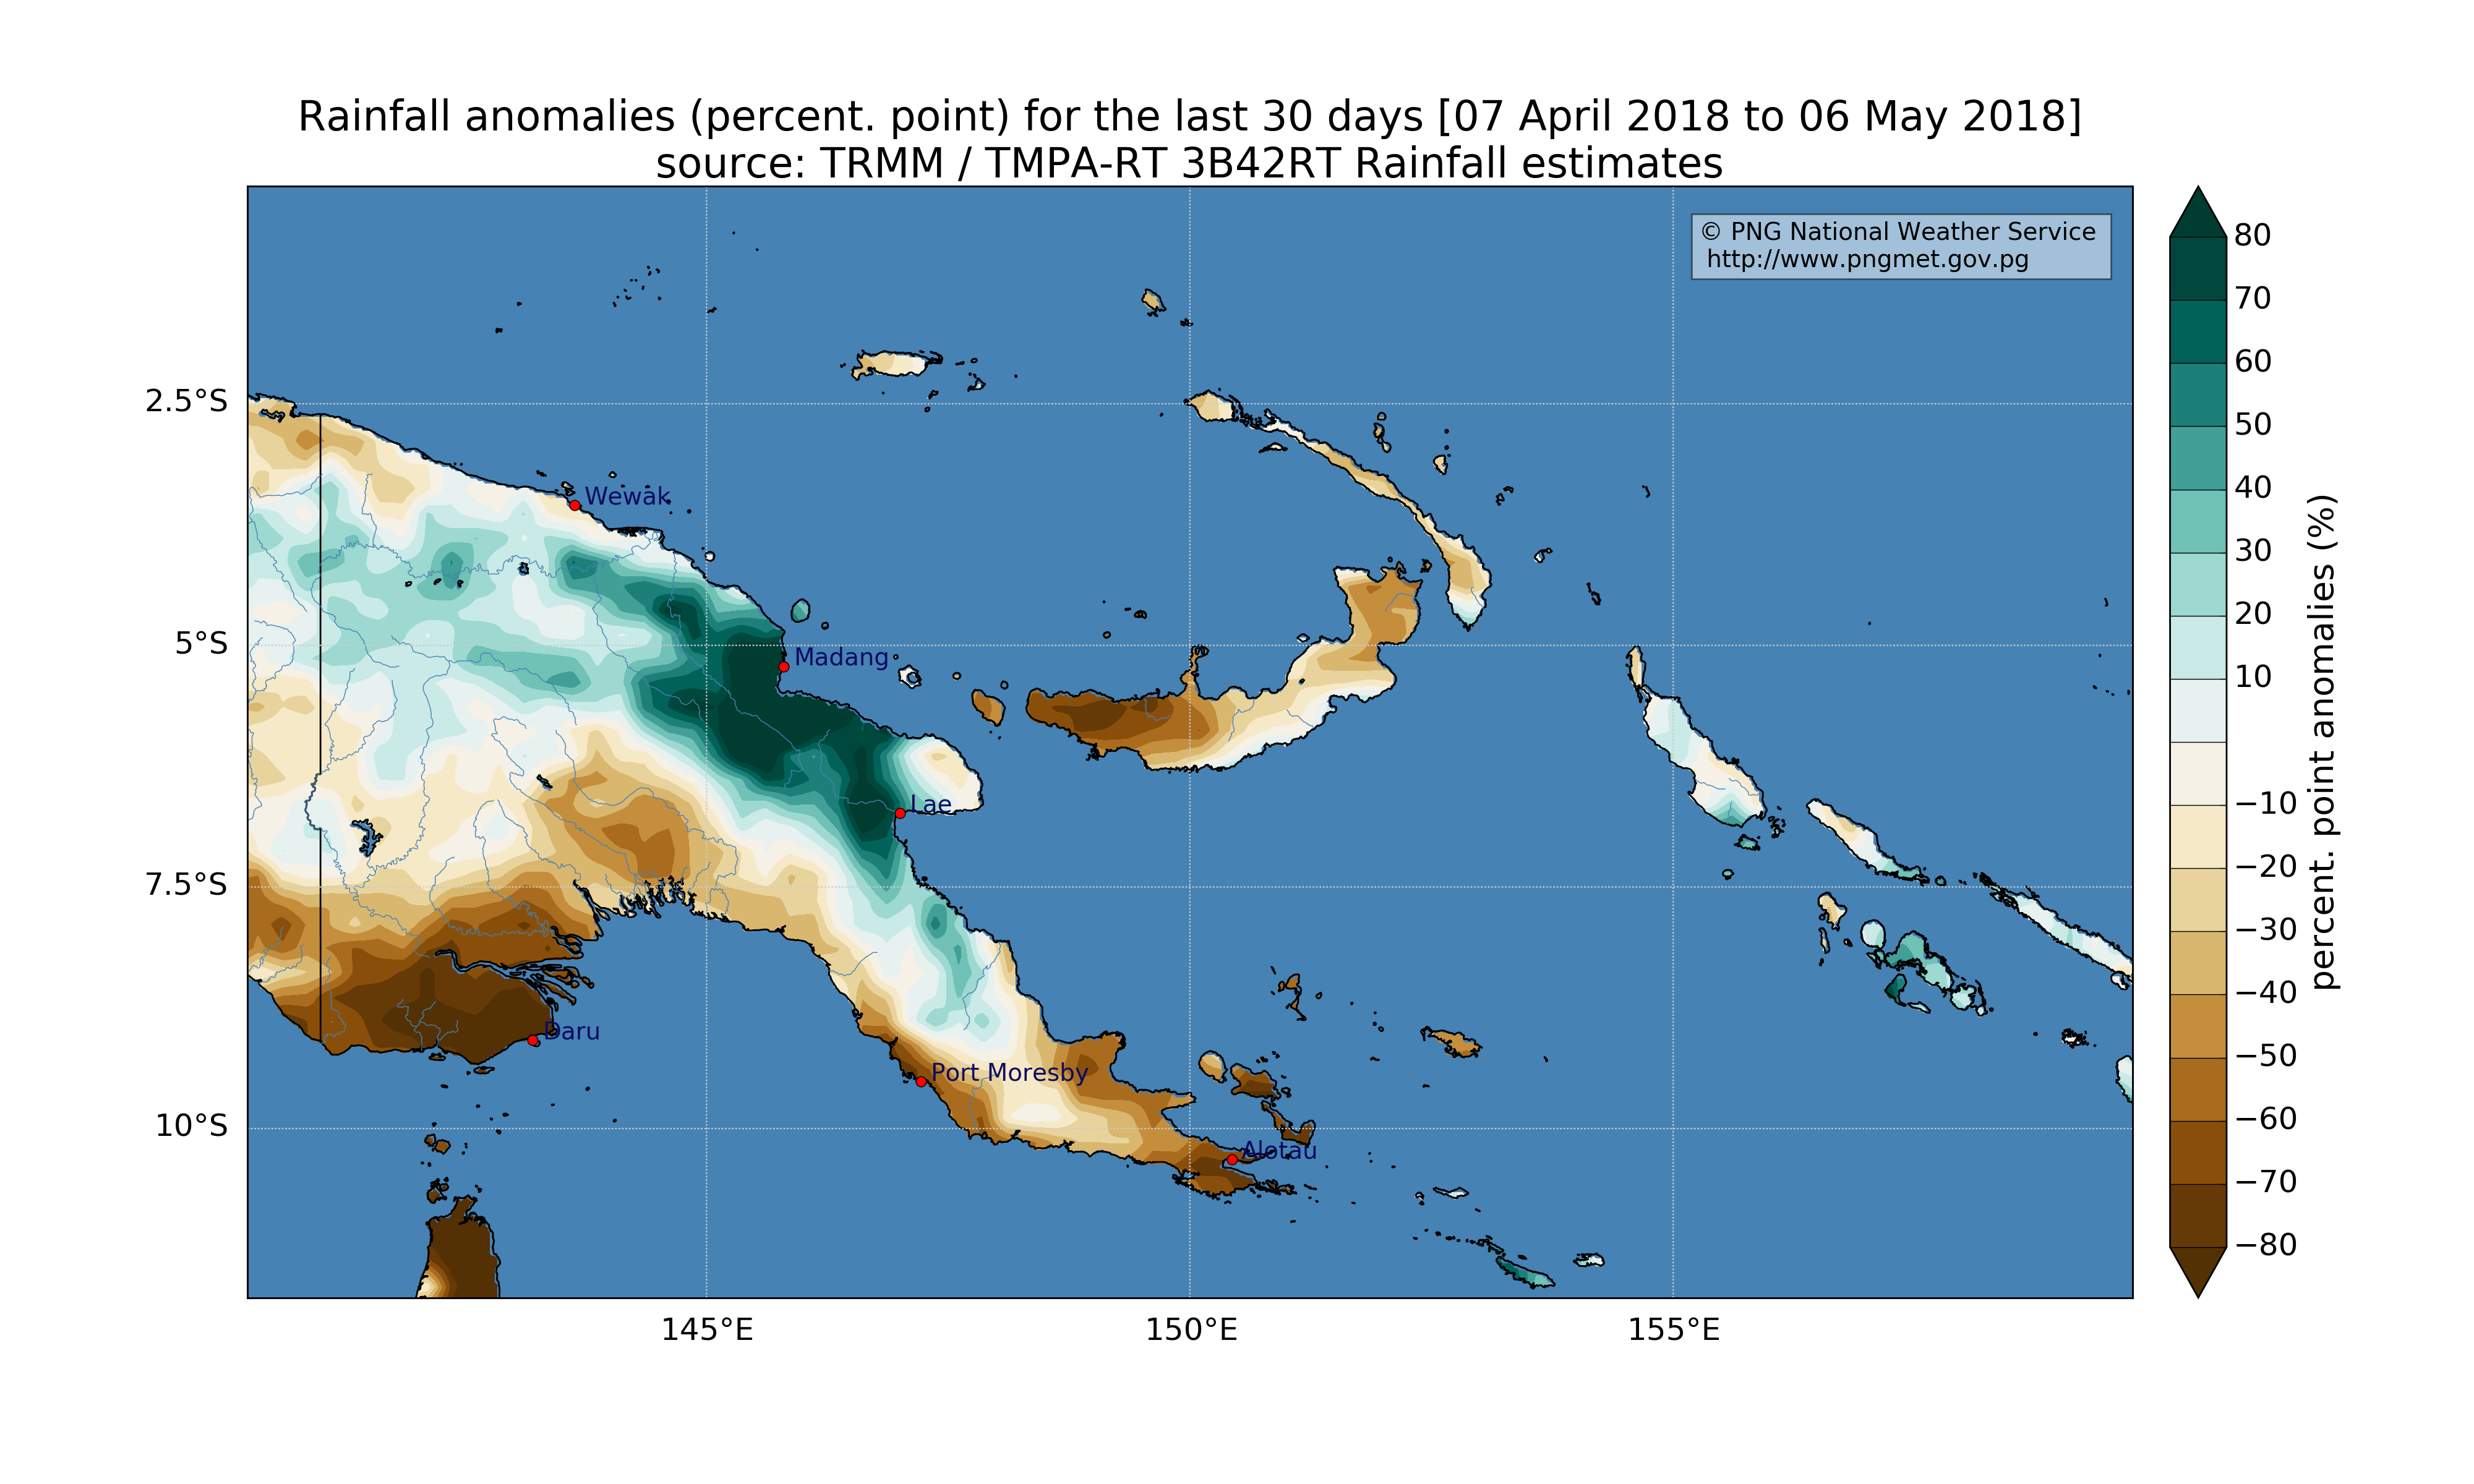 Rainfall anomalies (percent. point) for the last 30 days [07 April 2018 to 06 May 2018]
source: TRMM / TMPA-RT 3B42RT Rainfall estimates
© PNG National Weather Service
http://www.pngmet.gov.pg
2.5°S
5°S
7.5°S
10°S
Wewak
Madang
Lae
Daru
Port Moresby
Alotau
145°E
150°E
155°E
80
70
60
50
40
30
20
10
−10
−20
−30
−40
−50
−60
−70
−80
percent. point anomalies (%)